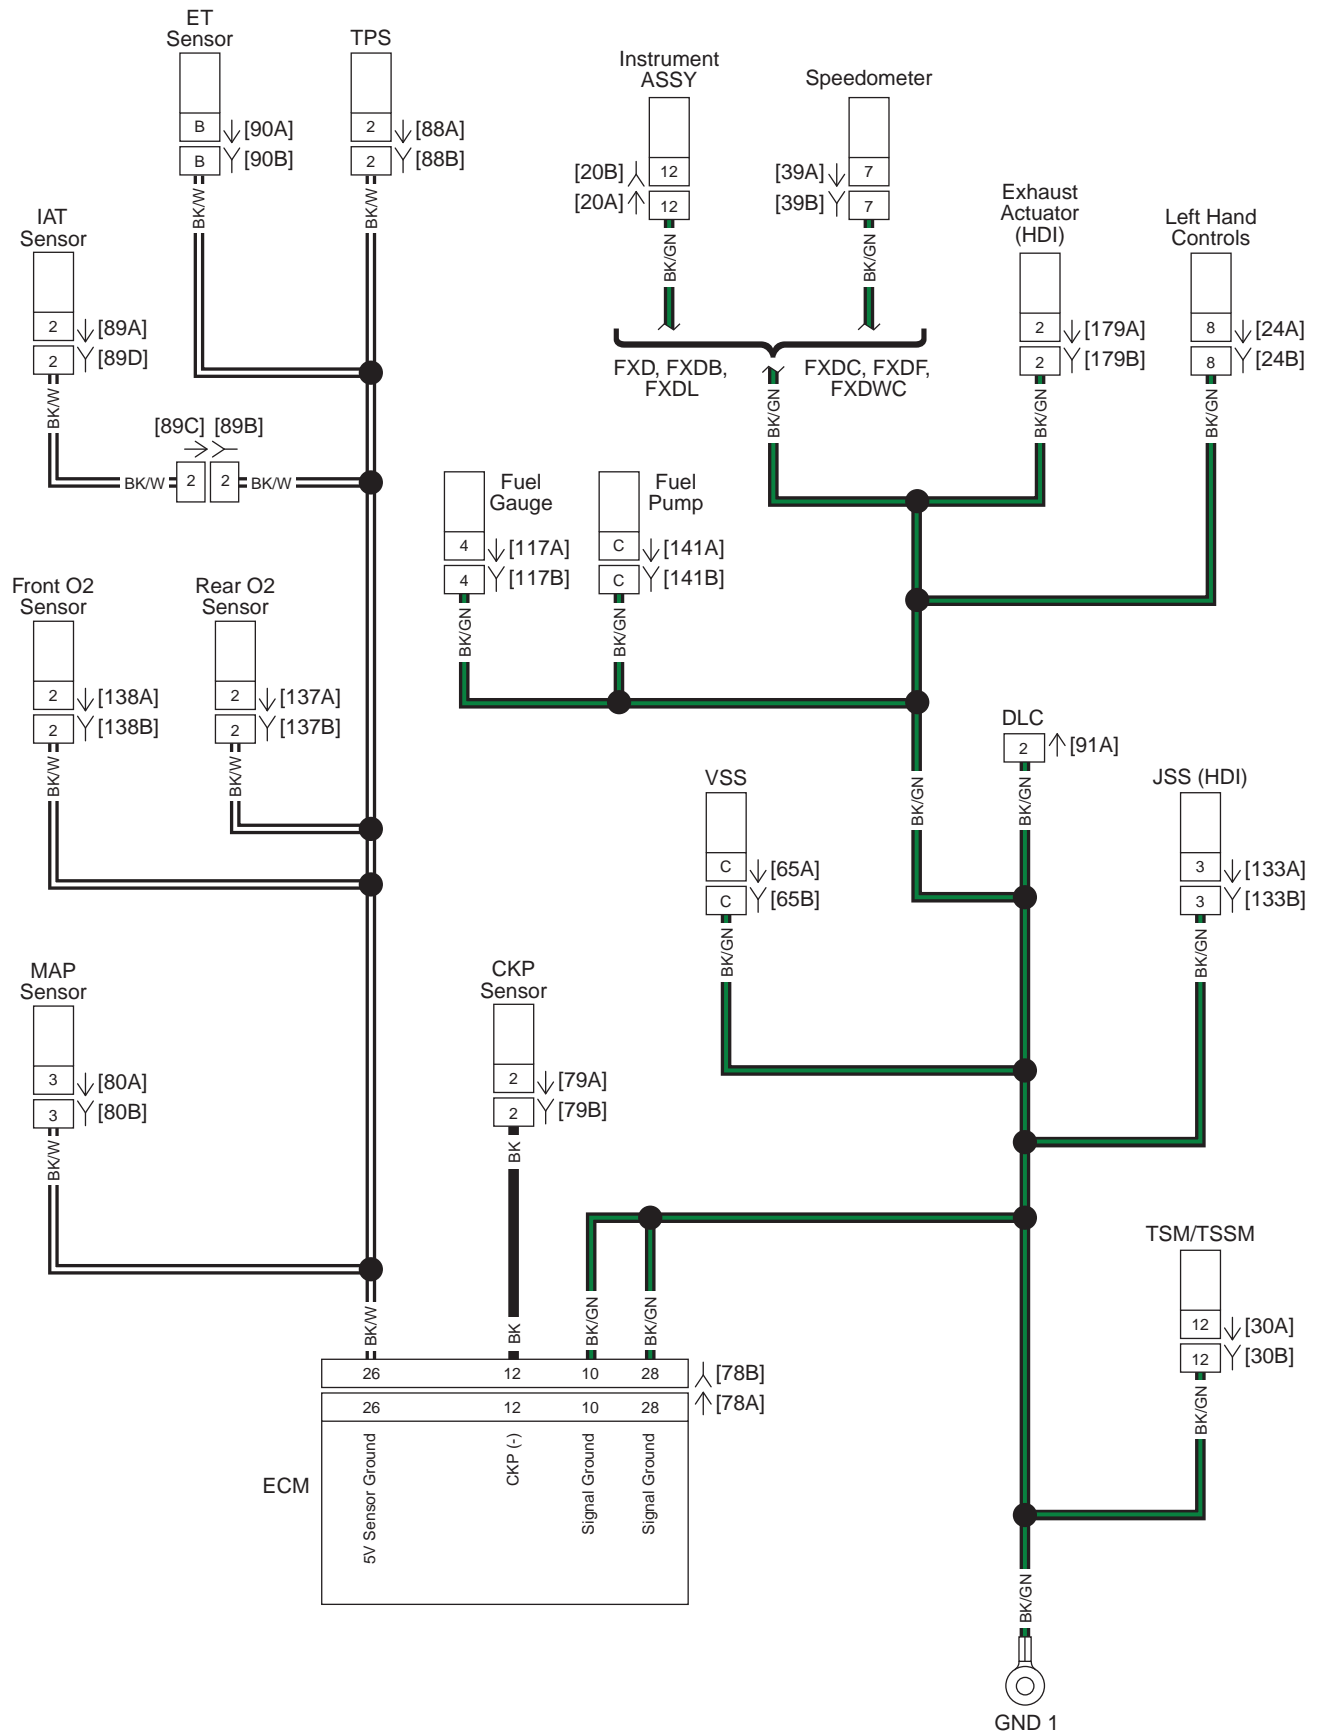 ET
Sensor
B
[90A]
B
[90B]
BK/W
TPS
2
[88A]
2
[88B]
BK/W
IAT
Sensor
2
[89A]
2
[89D]
BK/W
[89C] [89B]
BK/W 2 2 BK/W
Instrument
ASSY
[20B] 12
[20A] 12
BK/GN
Speedometer
[39A] 7
[39B] 7
BK/GN
FXD, FXDB,
FXDL
FXDC, FXDF,
FXDWC
BK/GN
Exhaust
Actuator
(HDI)
2 [179A]
2 [179B]
BK/GN
Left Hand
Controls
8 [24A]
8 [24B]
BK/GN
Fuel
Gauge
4 [117A]
4 [117B]
BK/GN
Fuel
Pump
C [141A]
C [141B]
BK/GN
Front O2
Sensor
2 [138A]
2 [138B]
BK/W
Rear O2
Sensor
2 [137A]
2 [137B]
BK/W
BK/GN
DLC
2 [91A]
BK/GN
VSS
C [65A]
C [65B]
BK/GN
JSS (HDI)
3 [133A]
3 [133B]
BK/GN
MAP
Sensor
3 [80A]
3 [80B]
BK/W
CKP
Sensor
2 [79A]
2 [79B]
BK
TSM/TSSM
12 [30A]
12 [30B]
BK/GN
BK/W
BK
BK/GN
BK/GN
26 12 10 28 [78B]
26 12 10 28 [78A]
ECM
5V Sensor Ground
CKP (-)
Signal Ground
Signal Ground
BK/GN
GND 1